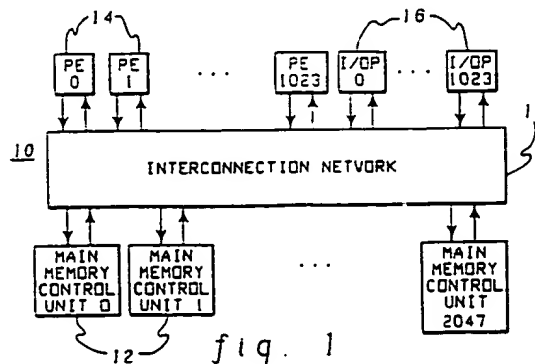 14
16
PE 0
PE 1
...
PE 1023
I/OP 0
...
I/OP 1023
10
INTERCONNECTION NETWORK
1
MAIN MEMORY CONTROL UNIT 0
MAIN MEMORY CONTROL UNIT 1
...
MAIN MEMORY CONTROL UNIT 2047
12
fig. 1